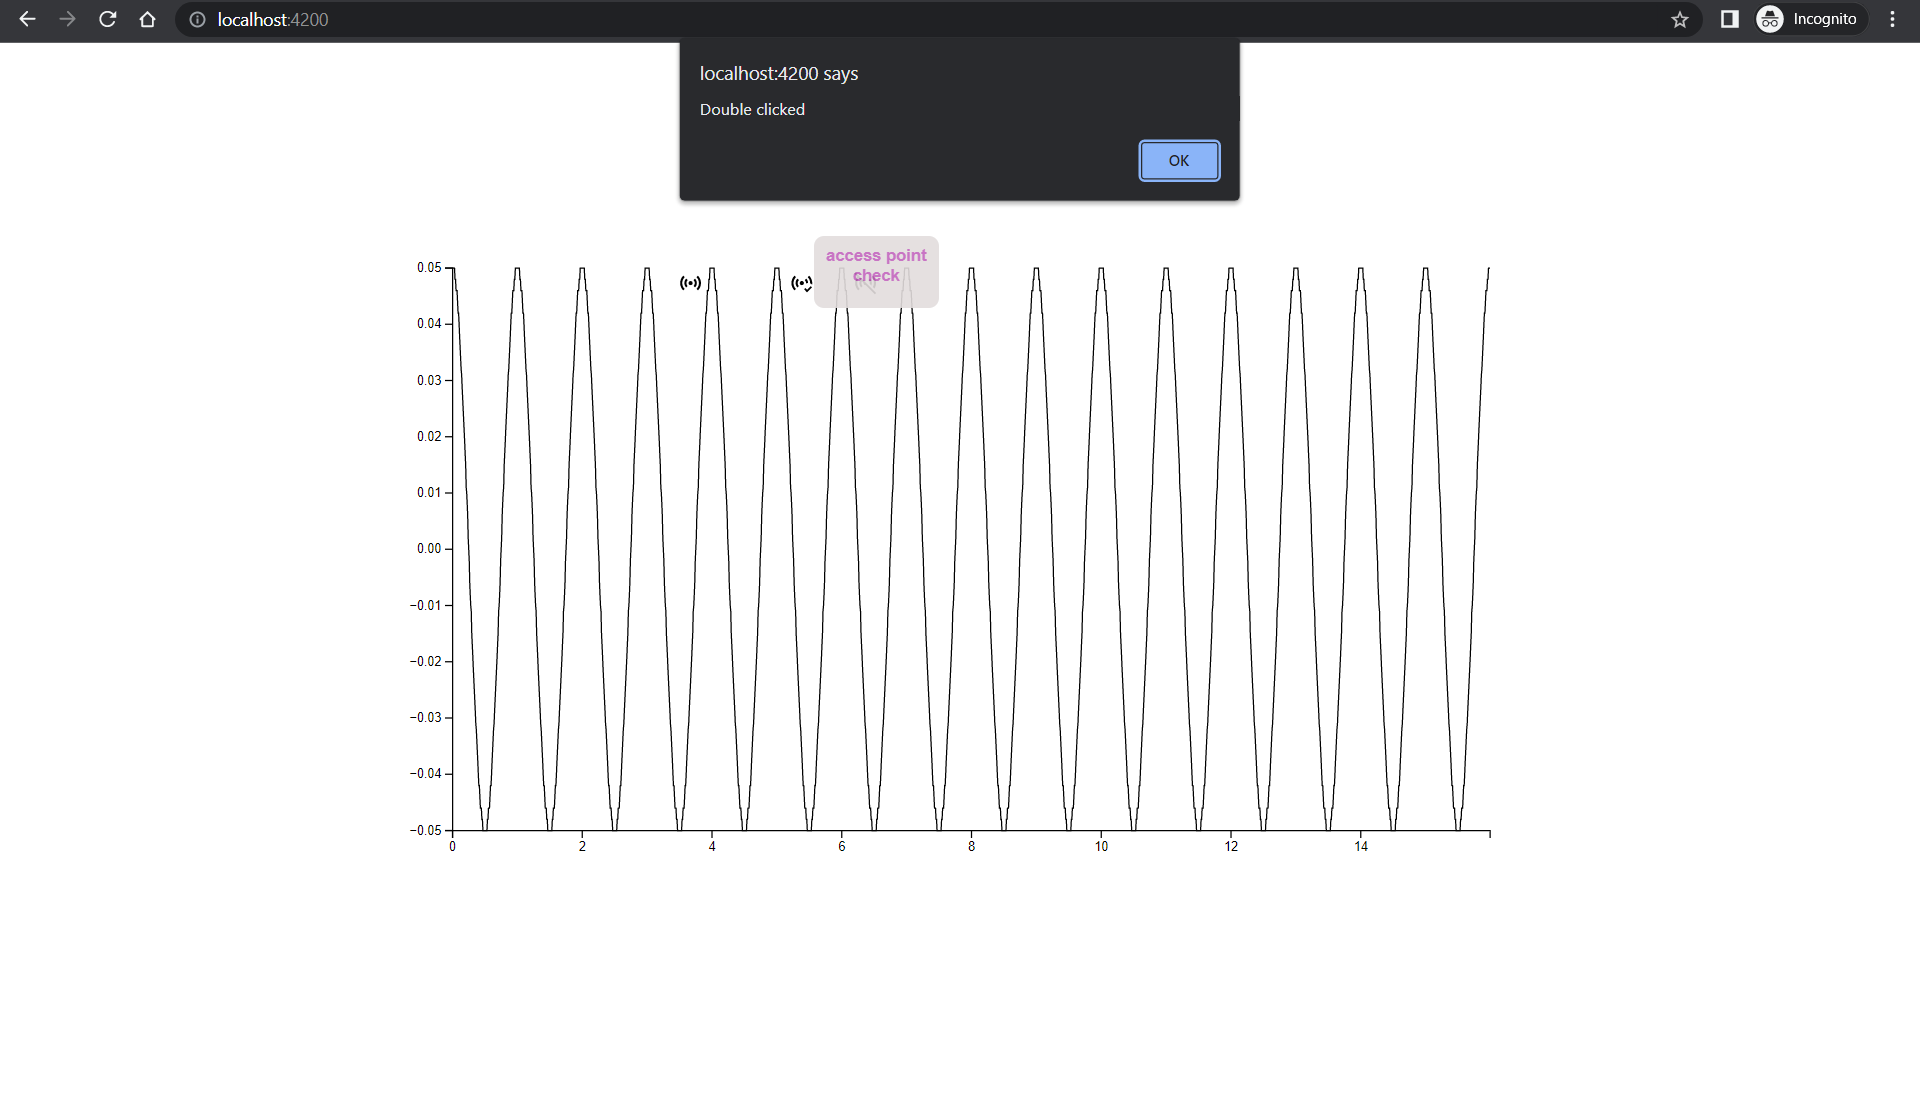 localhost:4200
Incognito
localhost:4200 says
Double clicked
OK
access point
check
0.05
0.04
0.03
0.02
0.01
0.00
−0.01
−0.02
−0.03
−0.04
−0.05
0 2 4 6 8 10 12 14